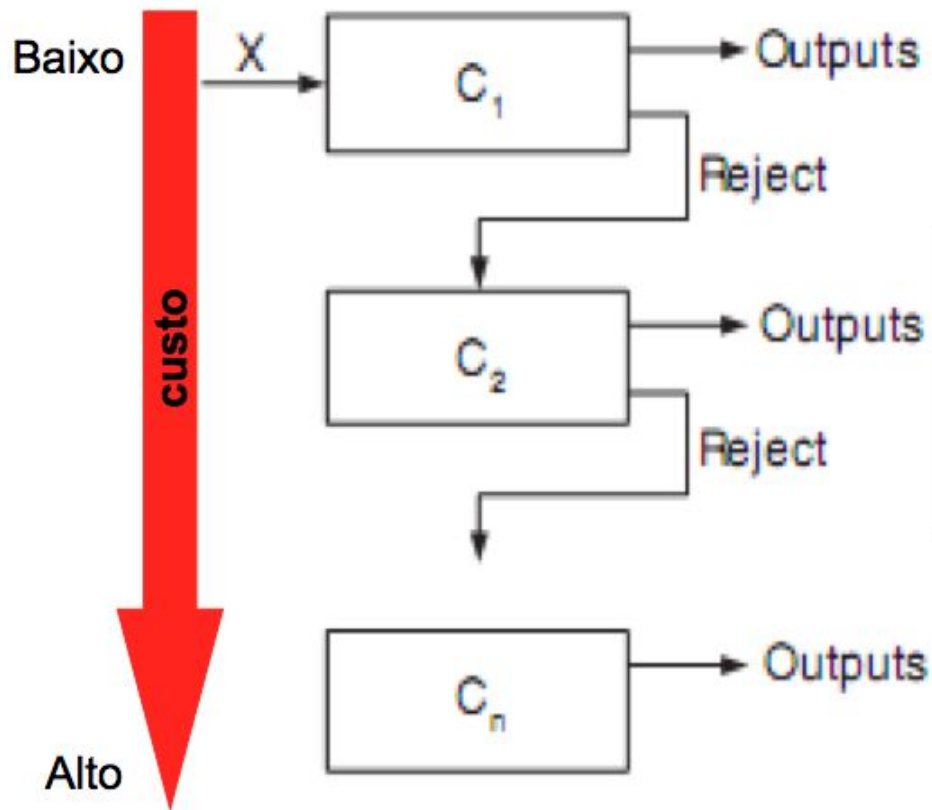 Baixo
X
C1
Outputs
Reject
custo
C2
Outputs
Reject
Cn
Outputs
Alto